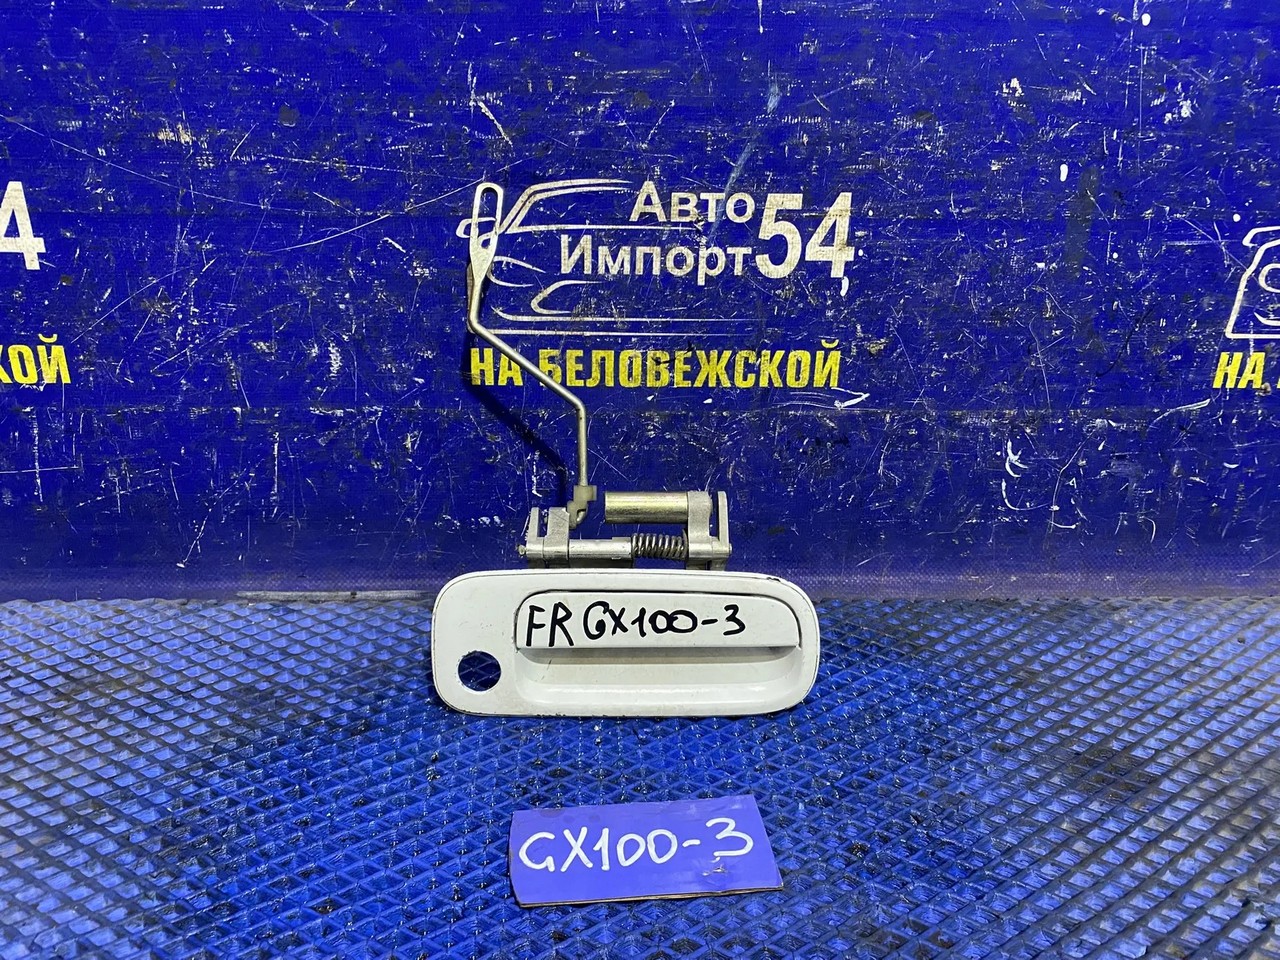 Авто
Импорт54
НА БЕЛОВЕЖСКОЙ
4
КОЙ
НА
FR GX100-3
GX100-3